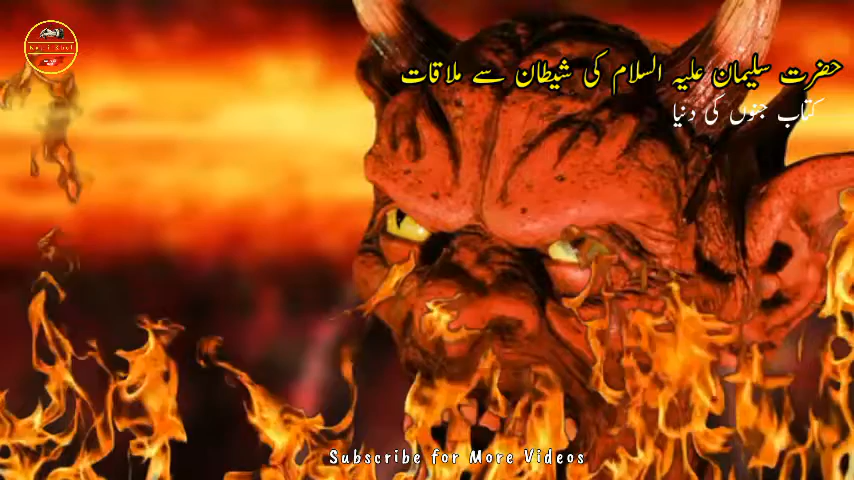 حضرت سلیمان علیہ السلام کی شیطان سے ملاقات
کتاب جنوں کی دنیا
Subscribe for More Videos